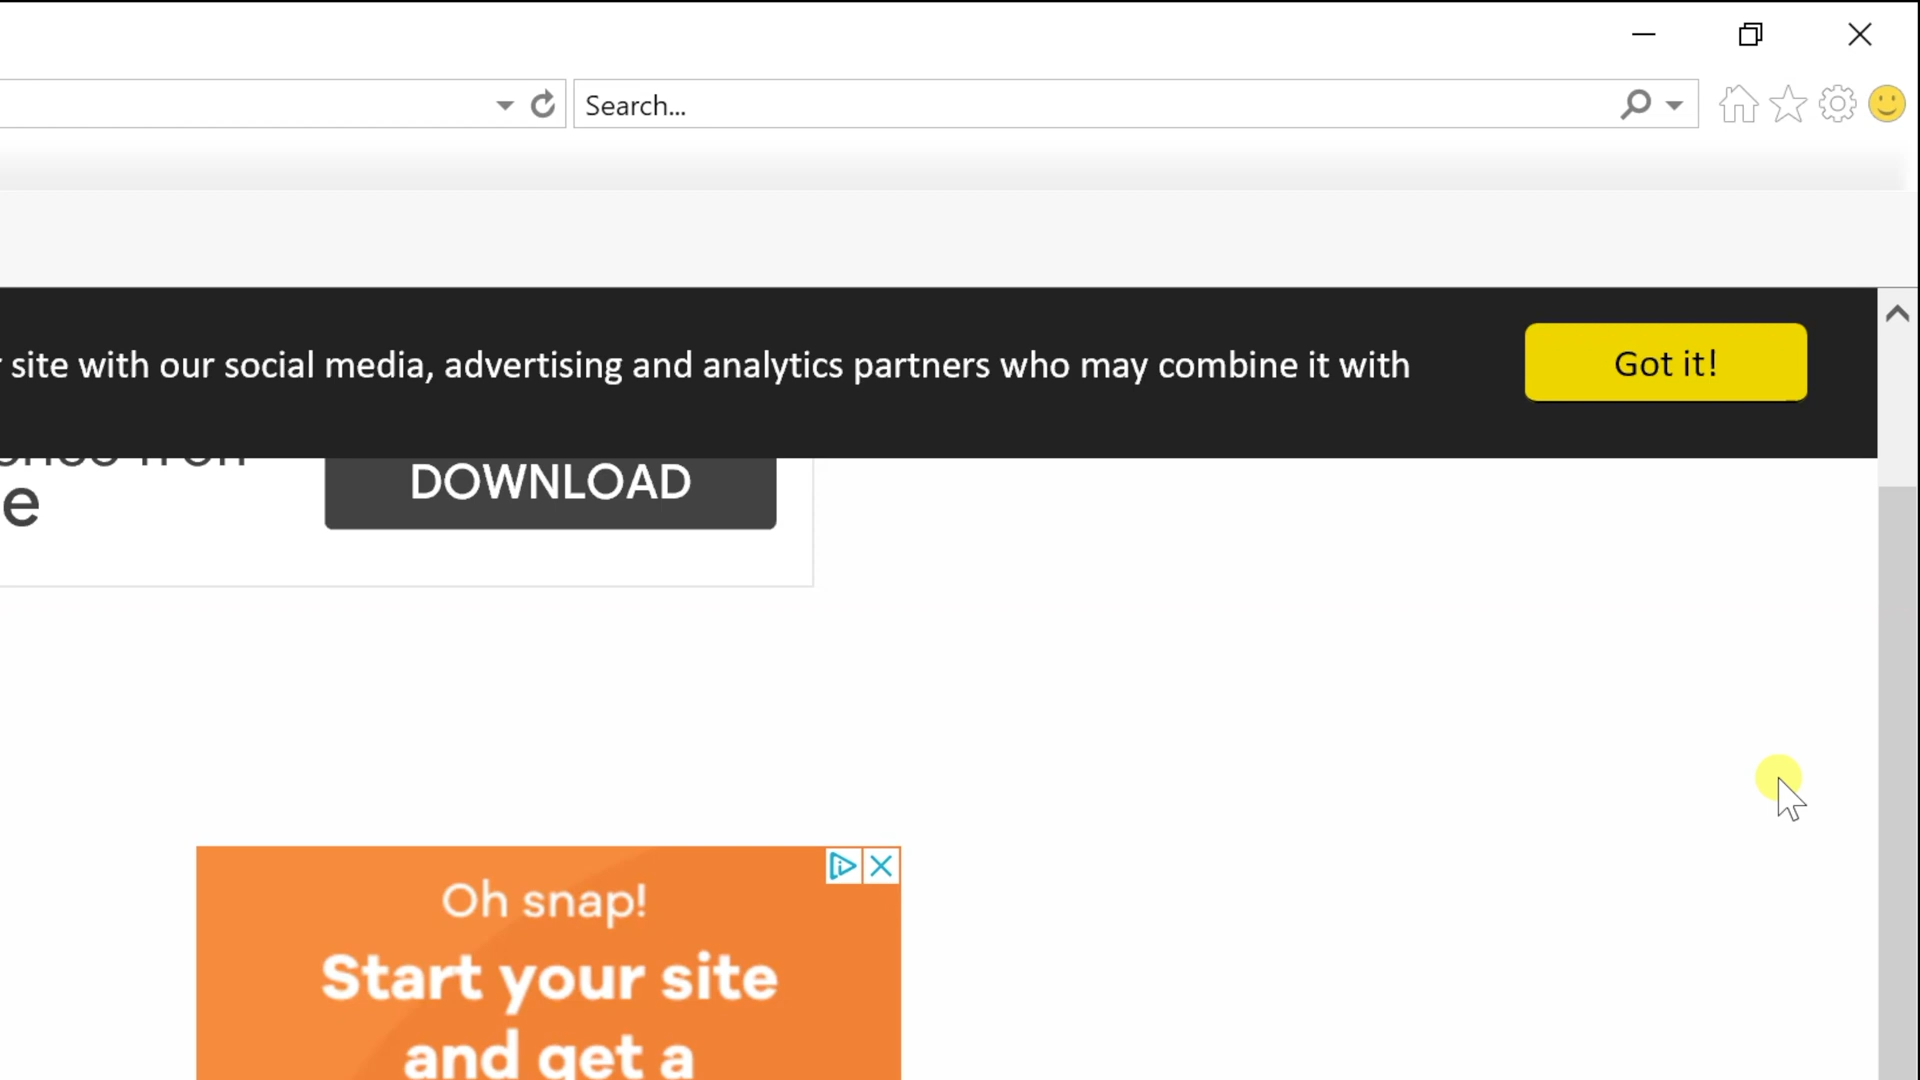 Search...
site with our social media, advertising and analytics partners who may combine it with
Got it!
e
DOWNLOAD
Oh snap!
Start your site
and get a